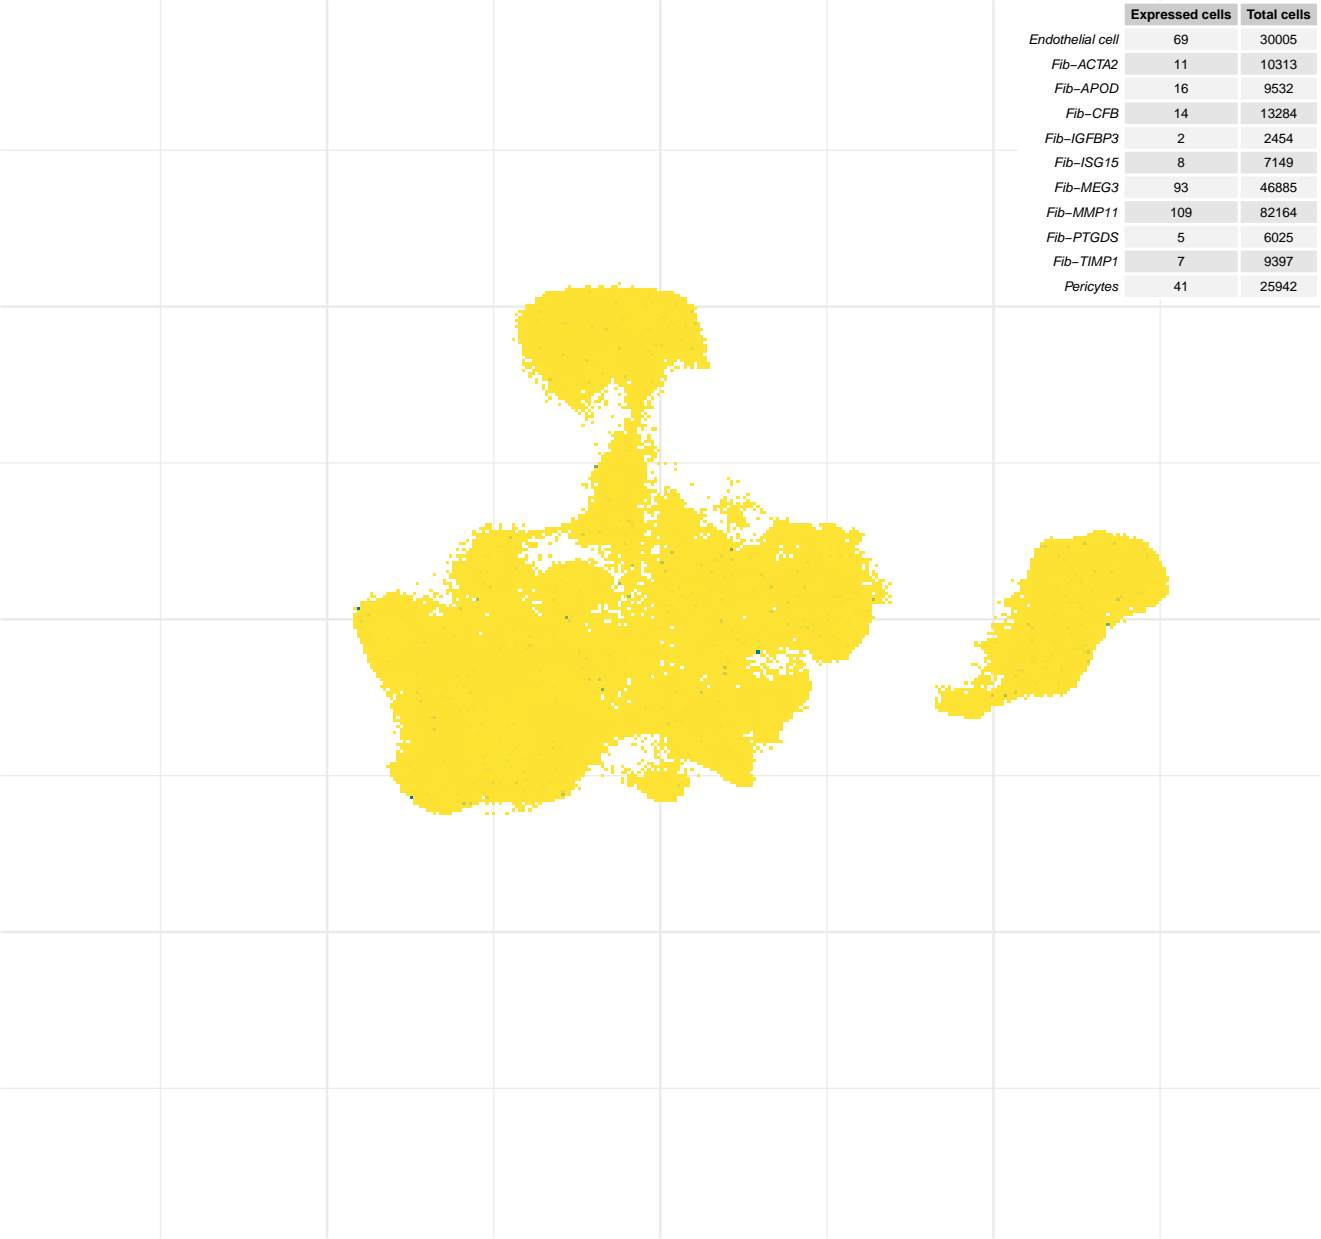 Expressed cells Total cells
Endothelial cell 69 30005
Fib−ACTA2 11 10313
Fib−APOD 16 9532
Fib−CFB 14 13284
Fib−IGFBP3 2 2454
Fib−ISG15 8 7149
Fib−MEG3 93 46885
Fib−MMP11 109 82164
Fib−PTGDS 5 6025
Fib−TIMP1 7 9397
Pericytes 41 25942